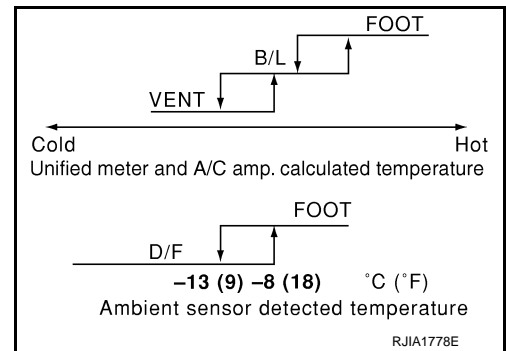 FOOT
B/L
VENT
Cold Hot
Unified meter and A/C amp. calculated temperature
FOOT
D/F
–13 (9) –8 (18) °C (°F)
Ambient sensor detected temperature
RJIA1778E